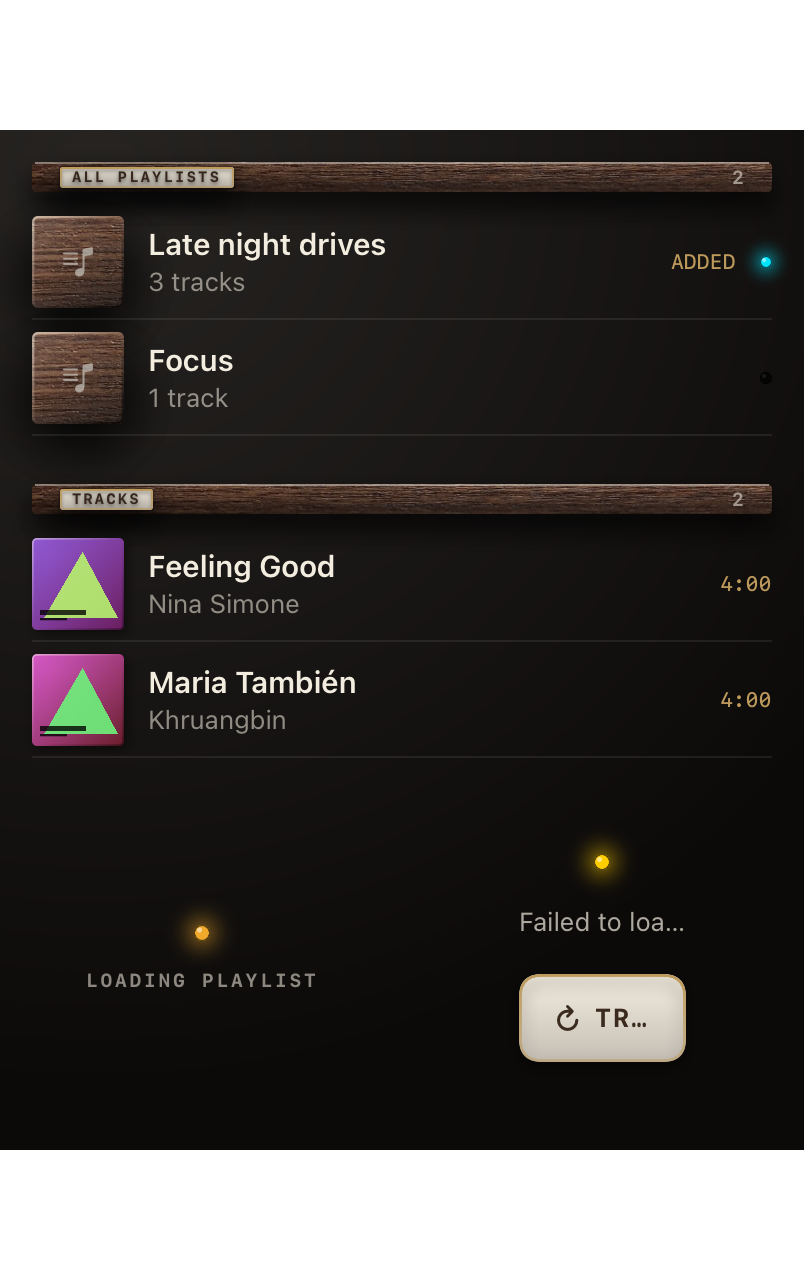 ALL PLAYLISTS 2
Late night drives
3 tracks
ADDED
Focus
1 track
TRACKS 2
Feeling Good
Nina Simone
4:00
Maria También
Khruangbin
4:00
Failed to loa…
LOADING PLAYLIST
TR…